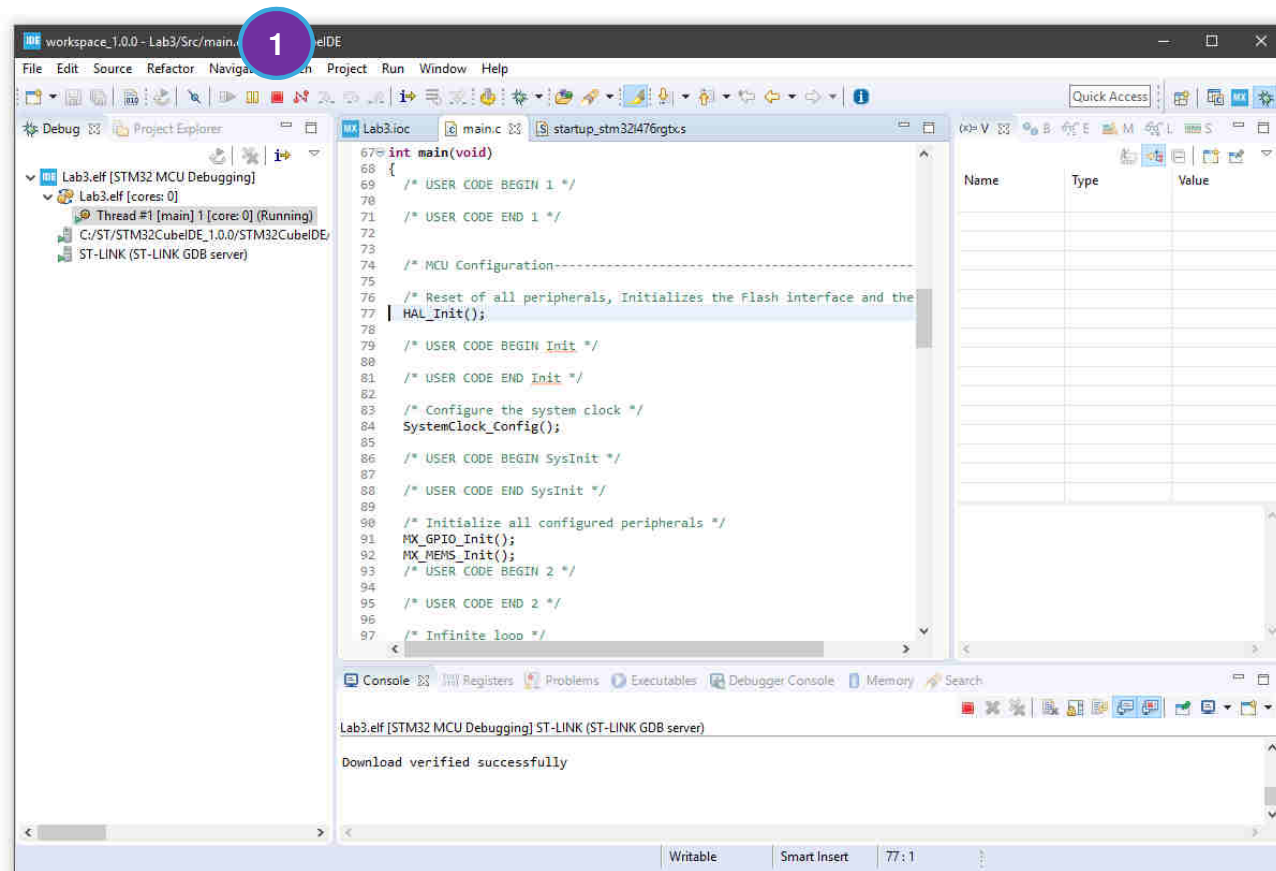 IDE workspace_1.0.0 - Lab3/Src/main. ubeIDE
1
File Edit Source Refactor Project Run Window Help
Quick Access
MX
Debug Project Explorer
Lab3.elf [STM32 MCU Debugging]
Lab3.elf [cores: 0]
Thread #1 [main] 1 [core: 0] (Running)
C:/ST/STM32CubeIDE_1.0.0/STM32CubeIDE/
ST-LINK (ST-LINK GDB server)
MX Lab3.ioc main.c startup_stm32l476rgtx.s
67 int main(void)
68 {
69 /* USER CODE BEGIN 1 */
70
71 /* USER CODE END 1 */
72
73
74 /* MCU Configuration------------------------------------------------
75
76 /* Reset of all peripherals, Initializes the Flash interface and the
77 HAL_Init();
78
79 /* USER CODE BEGIN Init */
80
81 /* USER CODE END Init */
82
83 /* Configure the system clock */
84 SystemClock_Config();
85
86 /* USER CODE BEGIN SysInit */
87
88 /* USER CODE END SysInit */
89
90 /* Initialize all configured peripherals */
91 MX_GPIO_Init();
92 MX_MEMS_Init();
93 /* USER CODE BEGIN 2 */
94
95 /* USER CODE END 2 */
96
97 /* Infinite loop */
(x)= V B E M L S
Name Type Value
Console Registers Problems Executables Debugger Console Memory Search
Lab3.elf [STM32 MCU Debugging] ST-LINK (ST-LINK GDB server)
Download verified successfully
Writable Smart Insert 77 : 1